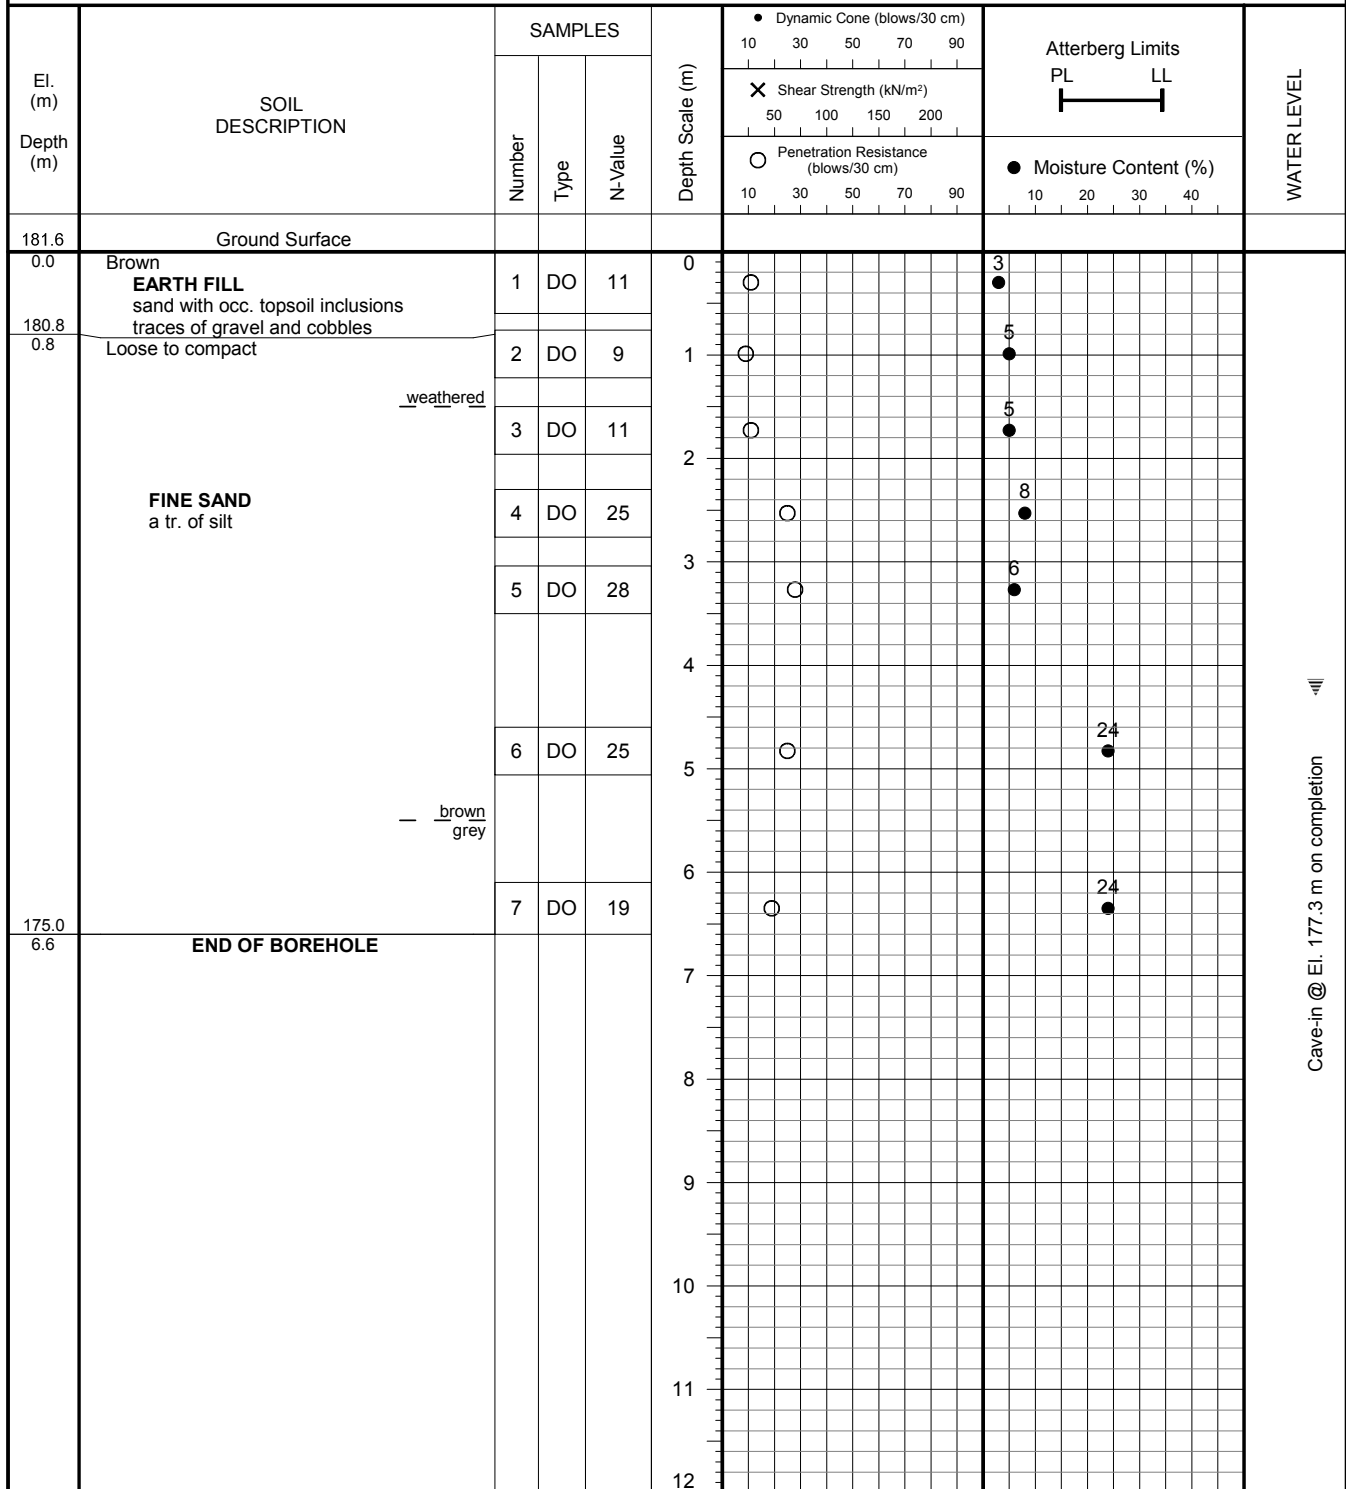 El.
(m)
Depth
(m)
SOIL
DESCRIPTION
SAMPLES
Number
Type
N-Value
Depth Scale (m)
• Dynamic Cone (blows/30 cm)
10 30 50 70 90
X Shear Strength (kN/m²)
50 100 150 200
O Penetration Resistance
(blows/30 cm)
10 30 50 70 90
Atterberg Limits
PL LL
● Moisture Content (%)
10 20 30 40
WATER LEVEL
181.6 Ground Surface
0.0 Brown
EARTH FILL
sand with occ. topsoil inclusions
traces of gravel and cobbles
1 DO 11
0
3
180.8
0.8 Loose to compact
2 DO 9
1
5
weathered
3 DO 11
5
2
FINE SAND
a tr. of silt
4 DO 25
8
3
5 DO 28
6
4
6 DO 25
24
5
brown
grey
6
7 DO 19
24
175.0
6.6 END OF BOREHOLE
7
8
9
10
11
12
Cave-in @ El. 177.3 m on completion